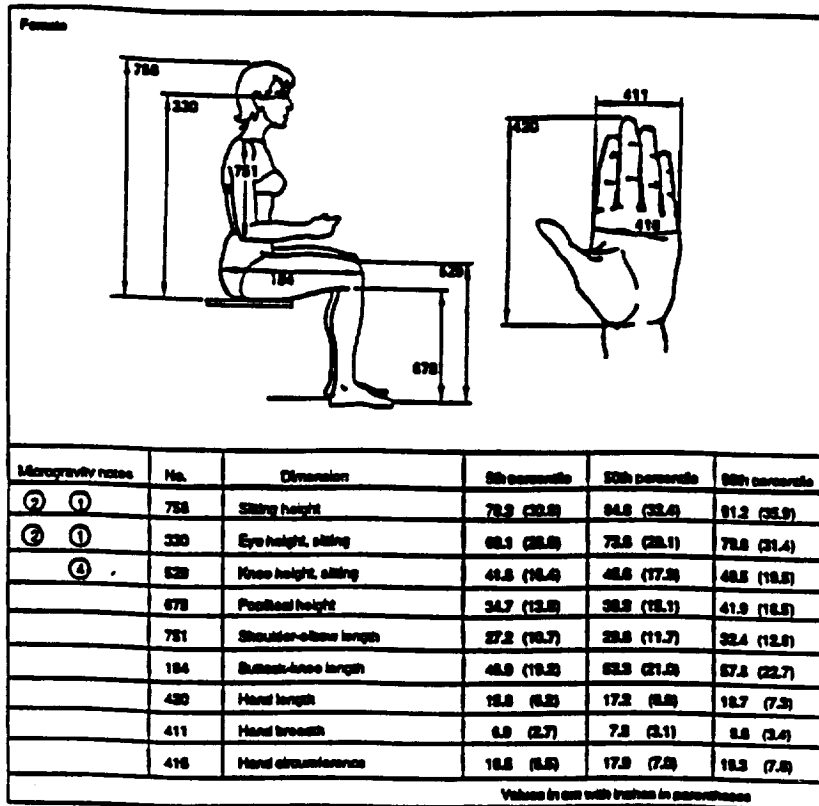 Female
758
330
751
194
529
678
411
420
416
Microgravity notes No. Dimension 5th percentile 50th percentile 95th percentile
② ① 758 Sitting height (30.8) 84.8 (33.4) 91.2 (35.9)
② ① 330 Eye height, sitting 68.1 (26.8) 73.8 (29.1) 79.6 (31.4)
④ 529 Knee height, sitting 41.6 (16.4) 45.6 (17.9) 49.5 (19.5)
678 Popliteal height 34.7 (13.6) 38.3 (15.1) 41.9 (16.5)
751 Shoulder-elbow length 27.2 (10.7) 29.8 (11.7) 32.4 (12.8)
194 Buttock-knee length 48.9 (19.2) 53.3 (21.0) 57.8 (22.7)
420 Hand length 15.8 (6.2) 17.2 (6.8) 18.7 (7.3)
411 Hand breadth 6.9 (2.7) 7.8 (3.1) 8.6 (3.4)
416 Hand circumference 16.5 (6.5) 17.9 (7.0) 19.3 (7.6)
Values in cm with inches in parentheses